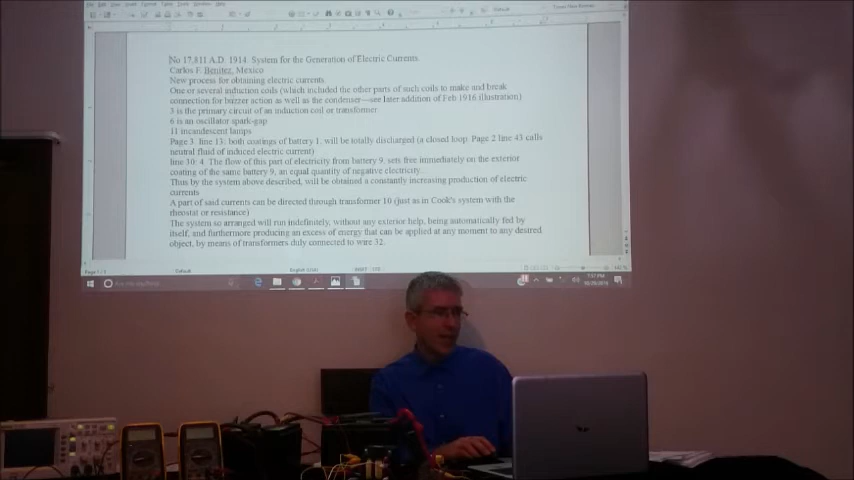 No 17,811 A.D. 1914. System for the Generation of Electric Currents.
Carlos F. Benitez, Mexico
New process for obtaining electric currents.
One or several induction coils (which included the other parts of such coils to make and break
connection for buzzer action as well as the condenser—see later addition of Feb 1916 illustration)
3 is the primary circuit of an induction coil or transformer
6 is an oscillator spark-gap
11 incandescent lamps
Page 3 line 13: both coatings of battery 1, will be totally discharged (a closed loop. Page 2 line 43 calls
neutral fluid of induced electric current)
line 30: 4. The flow of this part of electricity from battery 9, sets free immediately on the exterior
coating of the same battery 9, an equal quantity of negative electricity...
Thus by the system above described, will be obtained a constantly increasing production of electric
currents
A part of said currents can be directed through transformer 10 (just as in Cook's system with the
rheostat or resistance)
The system so arranged will run indefinitely, without any exterior help, being automatically fed by
itself, and furthermore producing an excess of energy that can be applied at any moment to any desired
object, by means of transformers duly connected to wire 32.
Page 1 / 1
Default
English (USA)